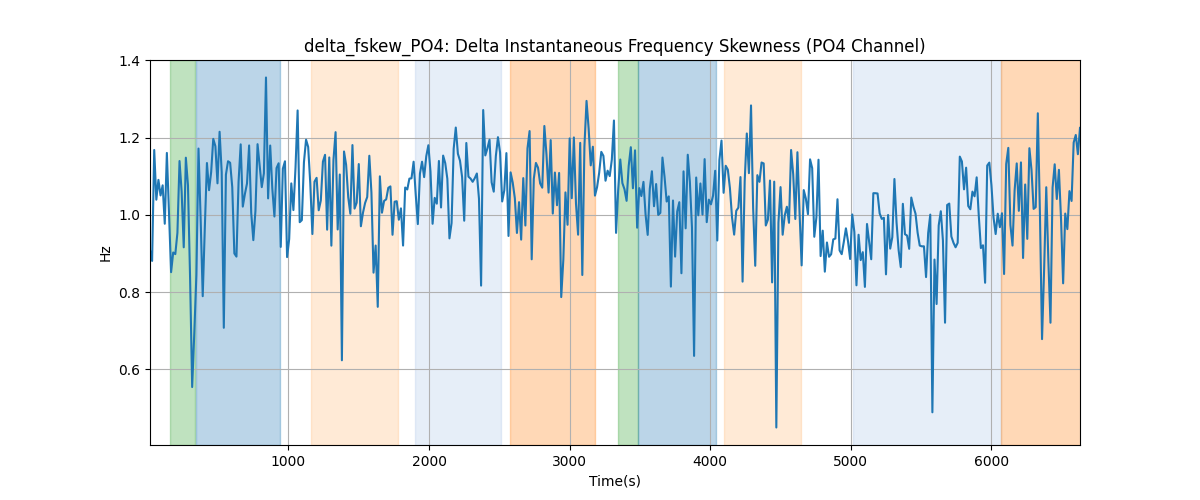 delta_fskew_PO4: Delta Instantaneous Frequency Skewness (PO4 Channel)
1.4
1.2
1.0
0.8
0.6
Hz
1000 2000 3000 4000 5000 6000
Time(s)